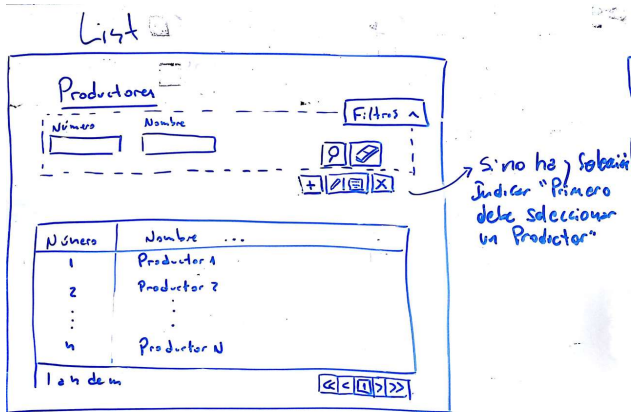 List
Productores
Filtros ^
Número Nombre
+
X
Si no hay Selección
Indicar "Primero
debe seleccionar
un Productor"
Número Nombre ...
1 Productor 1
2 Productor 2
⋮ ⋮
n Productor N
1 a n de m
<< < 1 > >>